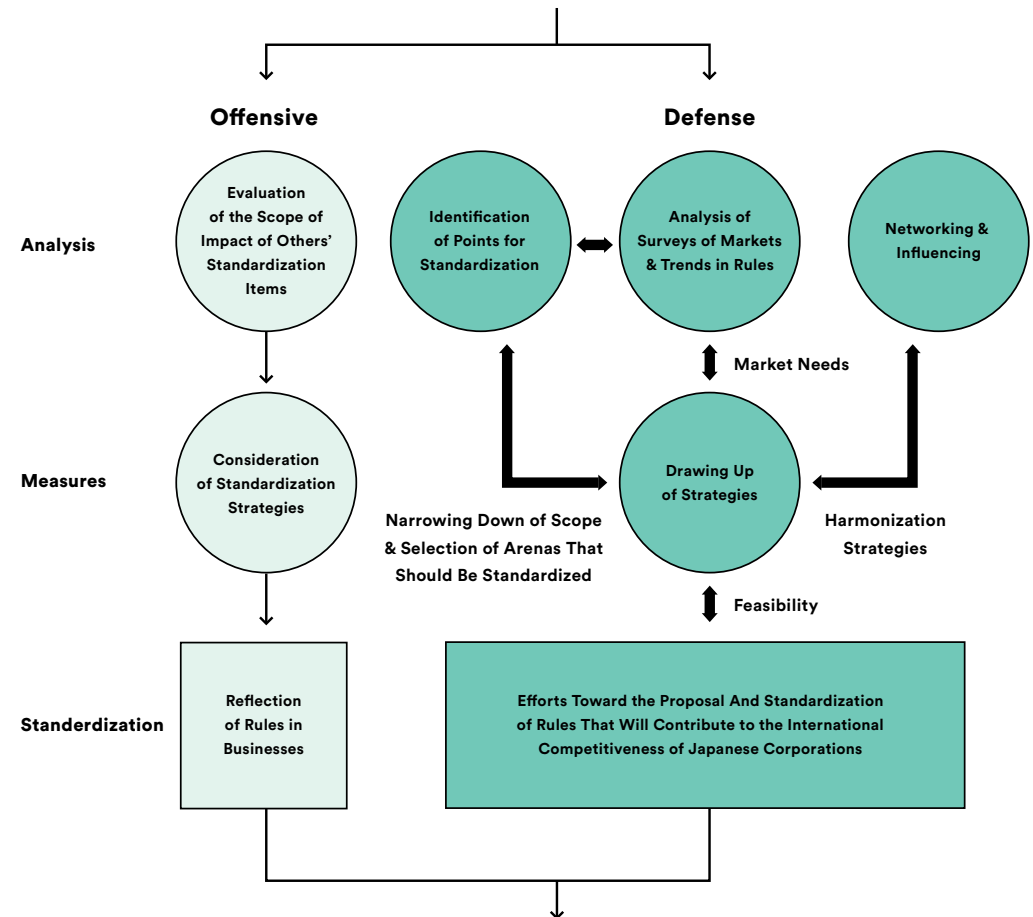 Offensive
Defense
Analysis
Evaluation
of the Scope of
Impact of Others’
Standardization
Items
Identification
of Points for
Standardization
Analysis of
Surveys of Markets
& Trends in Rules
Networking &
Influencing
Market Needs
Measures
Consideration
of Standardization
Strategies
Drawing Up
of Strategies
Narrowing Down of Scope
& Selection of Arenas That
Should Be Standardized
Harmonization
Strategies
Feasibility
Standerdization
Reflection
of Rules in
Businesses
Efforts Toward the Proposal And Standardization
of Rules That Will Contribute to the International
Competitiveness of Japanese Corporations